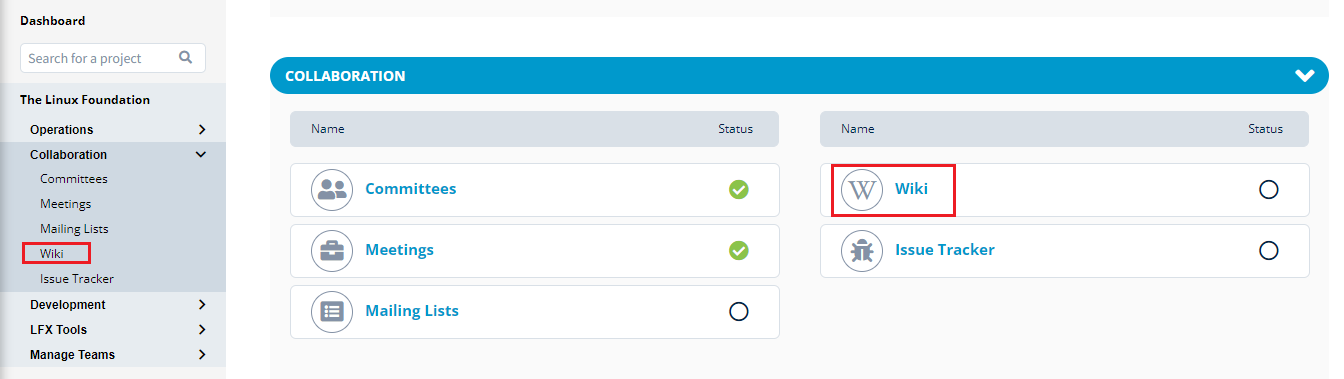 Dashboard
Search for a project
The Linux Foundation
Operations
Collaboration
Committees
Meetings
Mailing Lists
Wiki
Issue Tracker
Development
LFX Tools
Manage Teams
COLLABORATION
Name Status
Committees
Meetings
Mailing Lists
Name Status
W Wiki
Issue Tracker